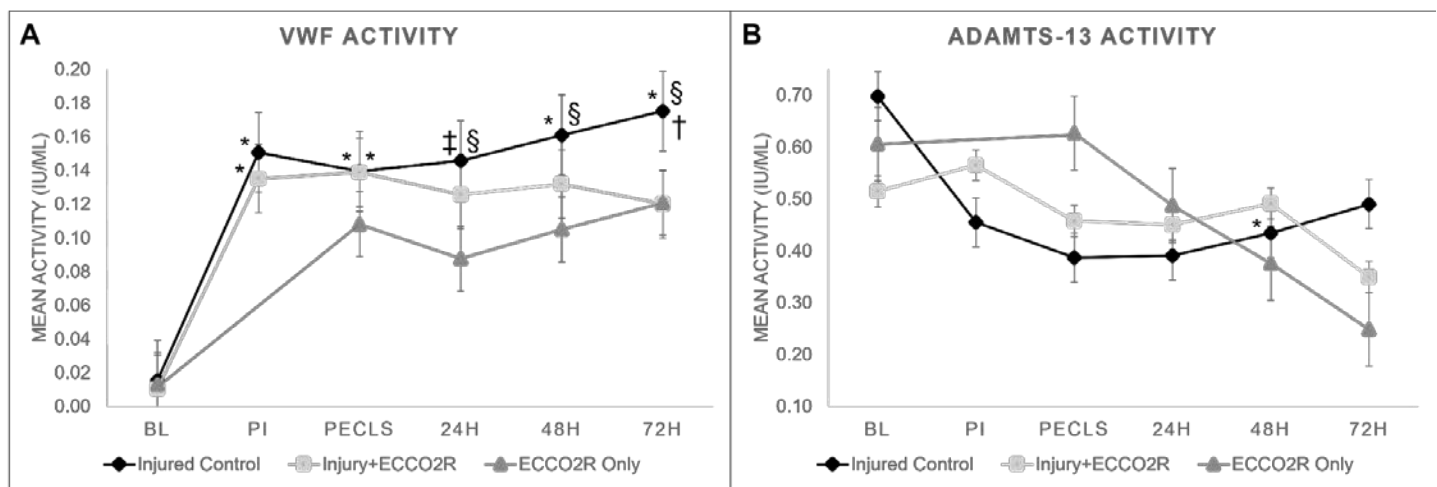 A
VWF ACTIVITY
MEAN ACTIVITY (IU/ML)
0.20
0.18
0.16
0.14
0.12
0.10
0.08
0.06
0.04
0.02
0.00
* * * * ‡ § * § * § †
BL PI PECLS 24H 48H 72H
Injured Control Injury+ECCO2R ECCO2R Only
B
ADAMTS-13 ACTIVITY
MEAN ACTIVITY (IU/ML)
0.70
0.60
0.50
0.40
0.30
0.20
0.10
*
BL PI PECLS 24H 48H 72H
Injured Control Injury+ECCO2R ECCO2R Only